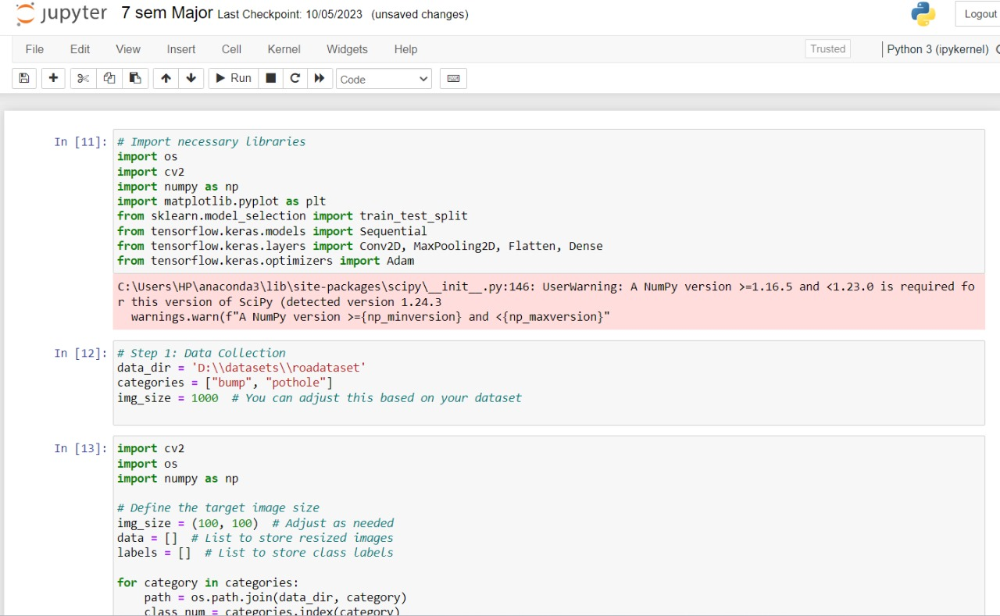 jupyter 7 sem Major Last Checkpoint: 10/05/2023 (unsaved changes) Logout
File Edit View Insert Cell Kernel Widgets Help Trusted Python 3 (ipykernel)
Run Code
In [11]: # Import necessary libraries
import os
import cv2
import numpy as np
import matplotlib.pyplot as plt
from sklearn.model_selection import train_test_split
from tensorflow.keras.models import Sequential
from tensorflow.keras.layers import Conv2D, MaxPooling2D, Flatten, Dense
from tensorflow.keras.optimizers import Adam
C:\Users\HP\anaconda3\lib\site-packages\scipy\__init__.py:146: UserWarning: A NumPy version >=1.16.5 and <1.23.0 is required fo
r this version of SciPy (detected version 1.24.3
  warnings.warn(f"A NumPy version >={np_minversion} and <{np_maxversion}"
In [12]: # Step 1: Data Collection
data_dir = 'D:\\datasets\\roadataset'
categories = ["bump", "pothole"]
img_size = 1000  # You can adjust this based on your dataset
In [13]: import cv2
import os
import numpy as np
# Define the target image size
img_size = (100, 100)  # Adjust as needed
data = []  # List to store resized images
labels = []  # List to store class labels
for category in categories:
    path = os.path.join(data_dir, category)
    class_num = categories.index(category)